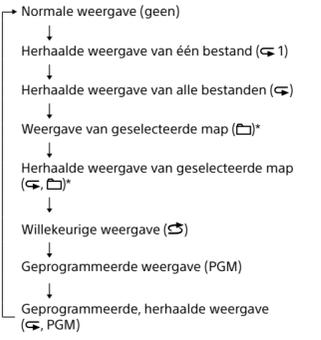 Normale weergave (geen)
Herhaalde weergave van één bestand (1)
Herhaalde weergave van alle bestanden ()
Weergave van geselecteerde map ()*
Herhaalde weergave van geselecteerde map
(, )*
Willekeurige weergave ()
Geprogrammeerde weergave (PGM)
Geprogrammeerde, herhaalde weergave
(, PGM)